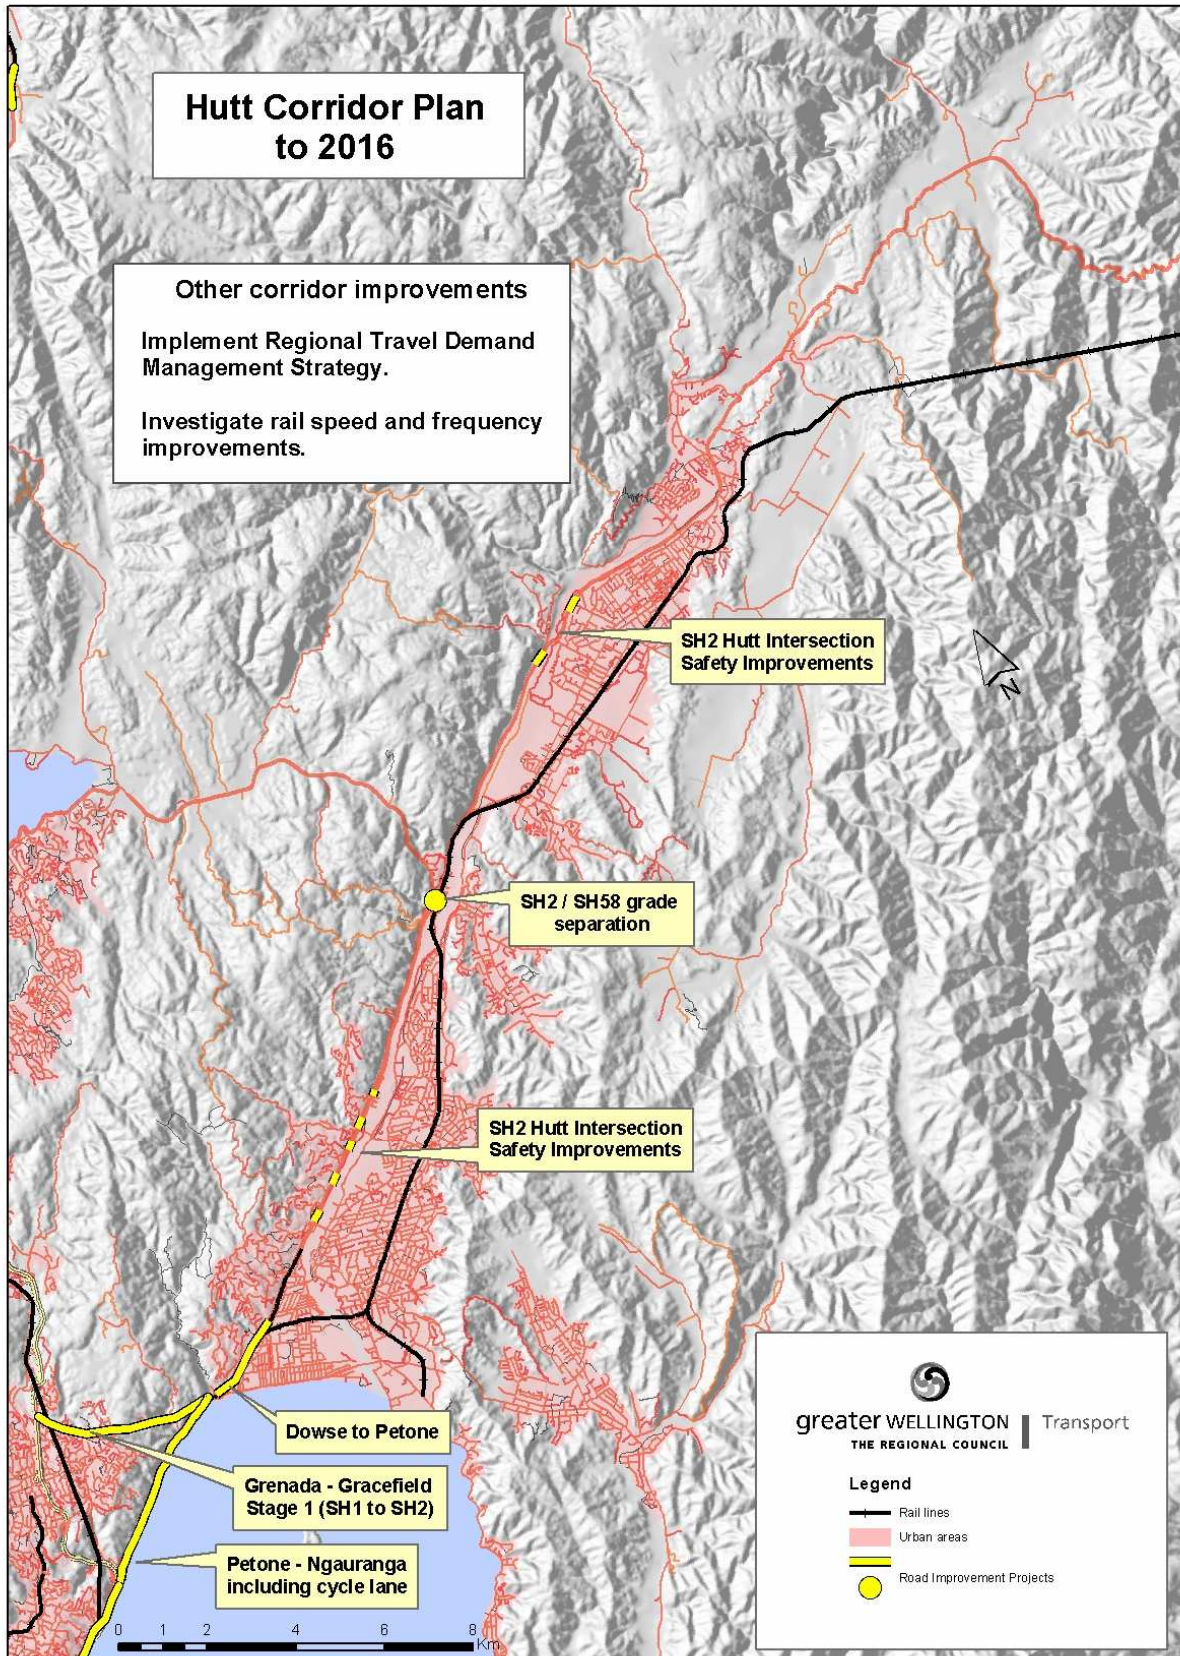 Hutt Corridor Plan
to 2016
Other corridor improvements
Implement Regional Travel Demand
Management Strategy.
Investigate rail speed and frequency
improvements.
SH2 Hutt Intersection
Safety Improvements
N
SH2 / SH58 grade
separation
SH2 Hutt Intersection
Safety Improvements
Dowse to Petone
Grenada - Gracefield
Stage 1 (SH1 to SH2)
Petone - Ngauranga
including cycle lane
0 1 2 4 6 8
Km
greater WELLINGTON
THE REGIONAL COUNCIL
Transport
Legend
Rail lines
Urban areas
Road Improvement Projects